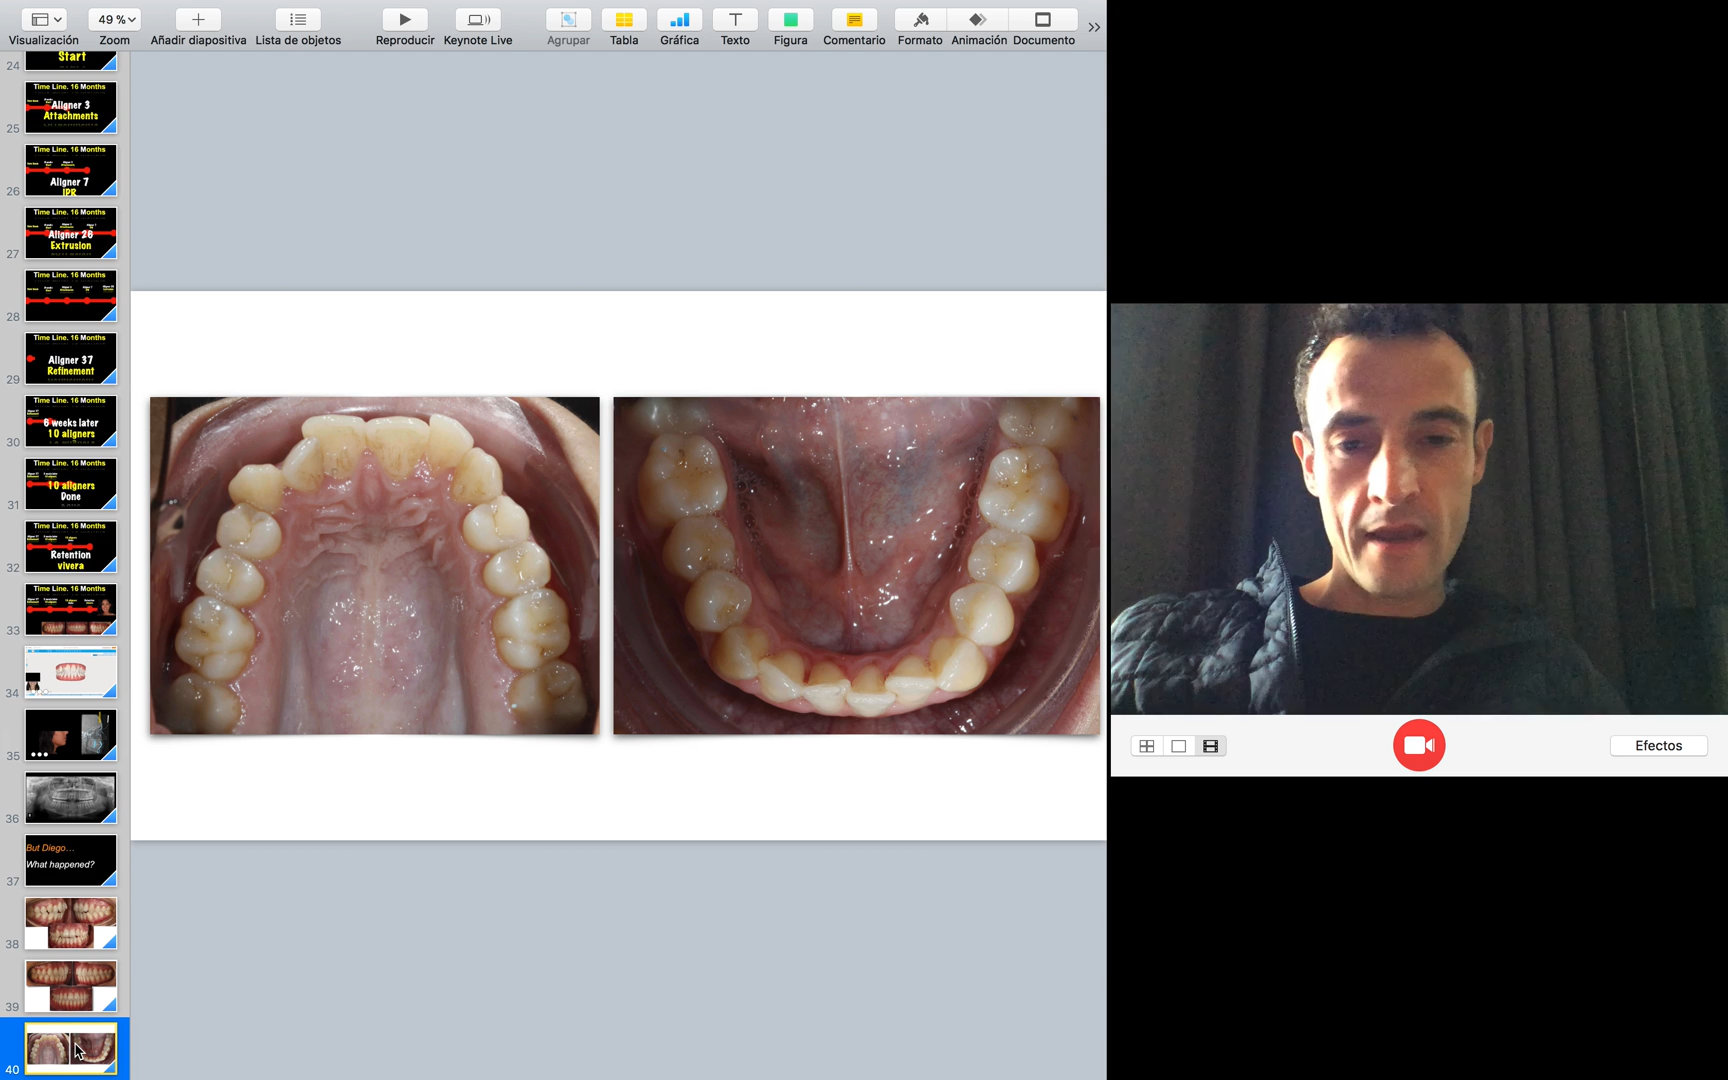 Visualización
49 %
Zoom
Añadir diapositiva
Lista de objetos
Reproducir
Keynote Live
Agrupar
Tabla
Gráfica
Texto
Figura
Comentario
Formato
Animación
Documento
24
Start
25
Time Line. 16 Months
Aligner 3
Attachments
26
Time Line. 16 Months
Aligner 7
IPR
27
Time Line. 16 Months
Aligner 26
Extrusion
28
Time Line. 16 Months
29
Time Line. 16 Months
Aligner 37
Refinement
30
Time Line. 16 Months
6 weeks later
10 aligners
31
Time Line. 16 Months
10 aligners
Done
32
Time Line. 16 Months
Retention
vivera
33
Time Line. 16 Months
34
35
36
37
But Diego...
What happened?
38
39
40
Efectos